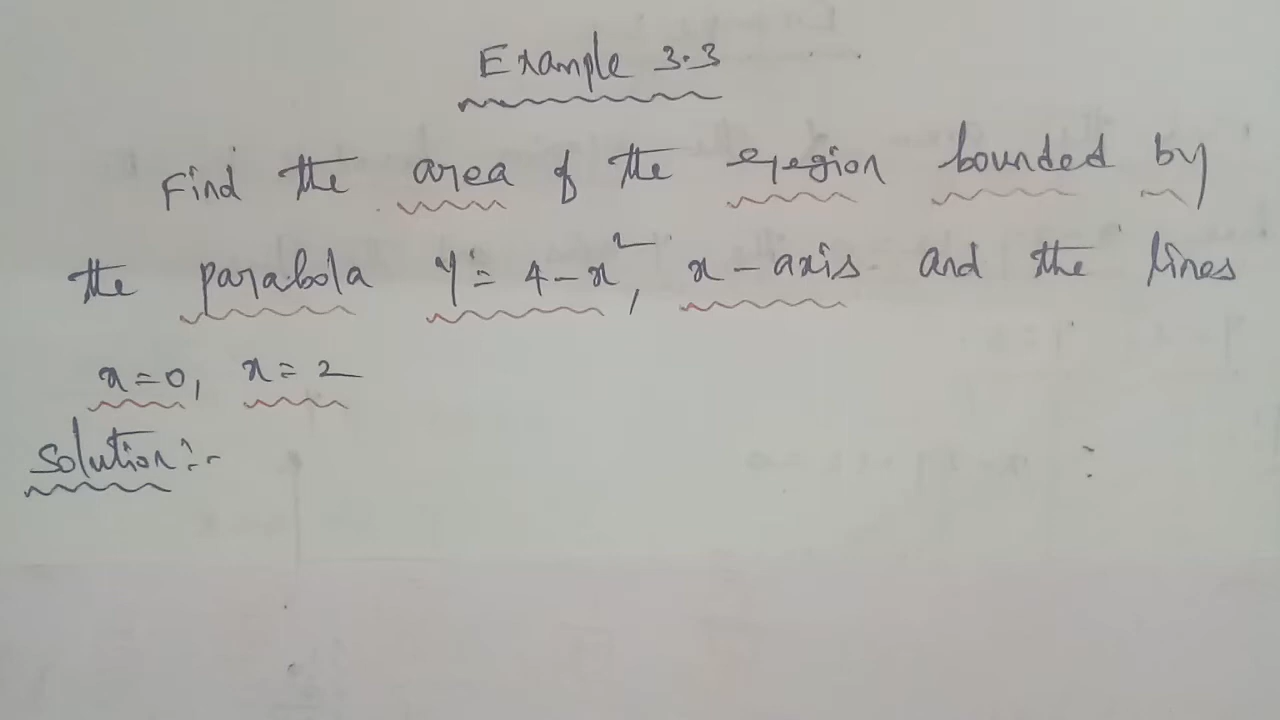 Example 3.3
Find the area of the region bounded by
the parabola y = 4 - x², x-axis and the lines
x = 0, x = 2
Solution:-